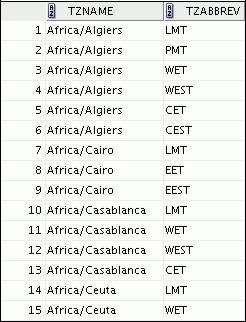 TZNAME TZABBREV
1 Africa/Algiers LMT
2 Africa/Algiers PMT
3 Africa/Algiers WET
4 Africa/Algiers WEST
5 Africa/Algiers CET
6 Africa/Algiers CEST
7 Africa/Cairo LMT
8 Africa/Cairo EET
9 Africa/Cairo EEST
10 Africa/Casablanca LMT
11 Africa/Casablanca WET
12 Africa/Casablanca WEST
13 Africa/Casablanca CET
14 Africa/Ceuta LMT
15 Africa/Ceuta WET